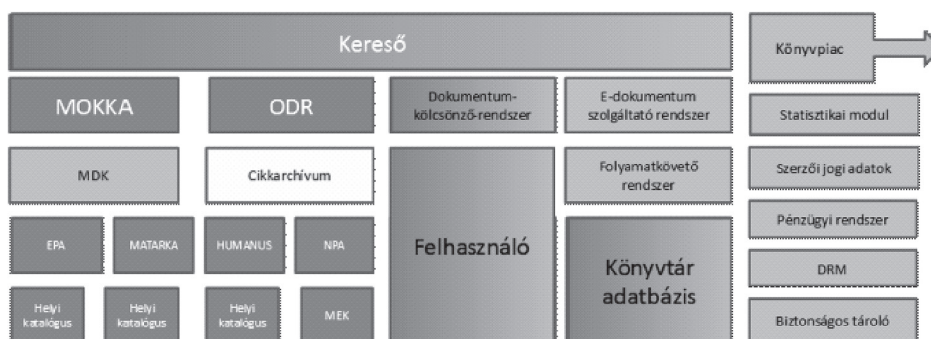 Kereső
Könyvpiac
MOKKA
ODR
Dokumentum-
kölcsönző-rendszer
E-dokumentum
szolgáltató rendszer
Statisztikai modul
MDK
Cikkarchívum
Folyamatkövető
rendszer
Szerzői jogi adatok
EPA
MATARKA
HUMANUS
NPA
Felhasználó
Könyvtár
adatbázis
Pénzügyi rendszer
DRM
Helyi
katalógus
Helyi
katalógus
Helyi
katalógus
MEK
Biztonságos tároló